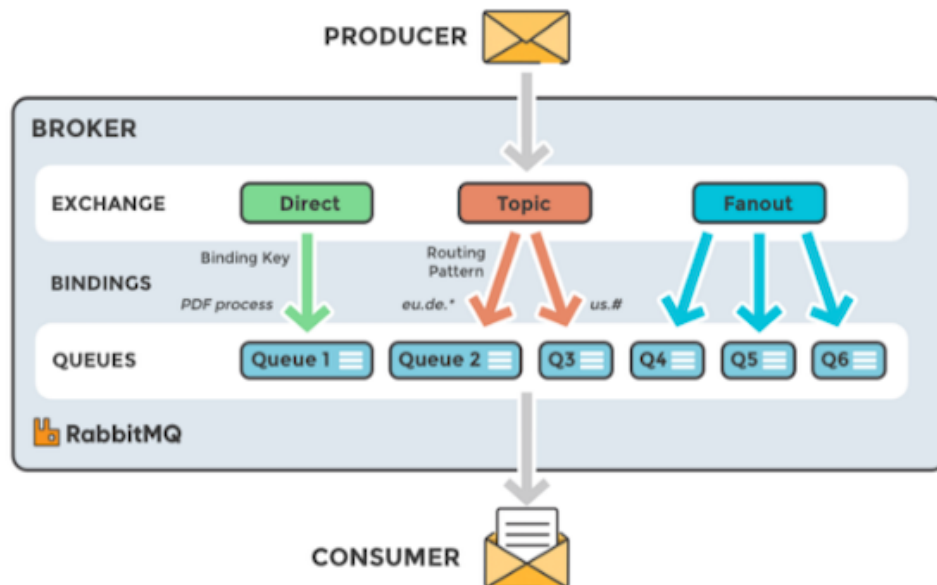 PRODUCER
BROKER
EXCHANGE
Direct
Topic
Fanout
Binding Key
Routing
Pattern
BINDINGS
PDF process
eu.de.*
us.#
QUEUES
Queue 1
Queue 2
Q3
Q4
Q5
Q6
RabbitMQ
CONSUMER